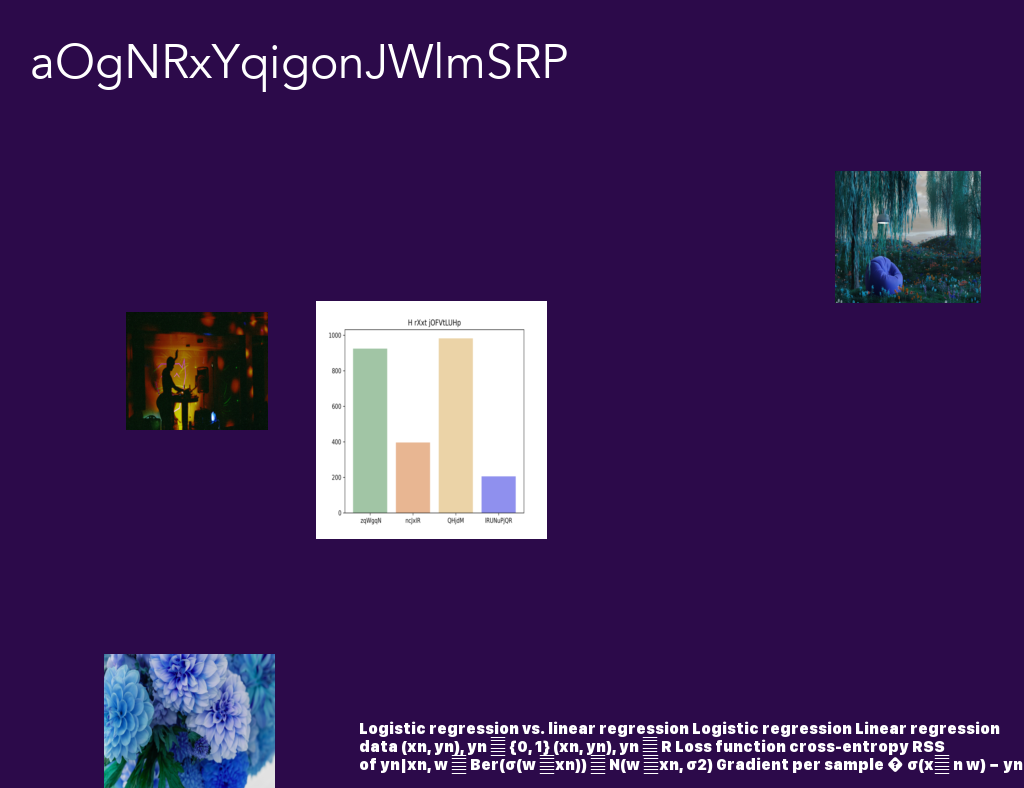 aOgNRxYqigonJWlmSRP
H rXxt jOFVtLUHp
1000
800
600
400
200
0
zqWgqN ncJxIR QHjdM lRUNuPjQR
Logistic regression vs. linear regression Logistic regression Linear regression
data (xn, yn), yn {0, 1} (xn, yn), yn R Loss function cross-entropy RSS
of yn|xn, w Ber(σ(w xn)) N(w xn, σ2) Gradient per sample � σ(x n w) − yn